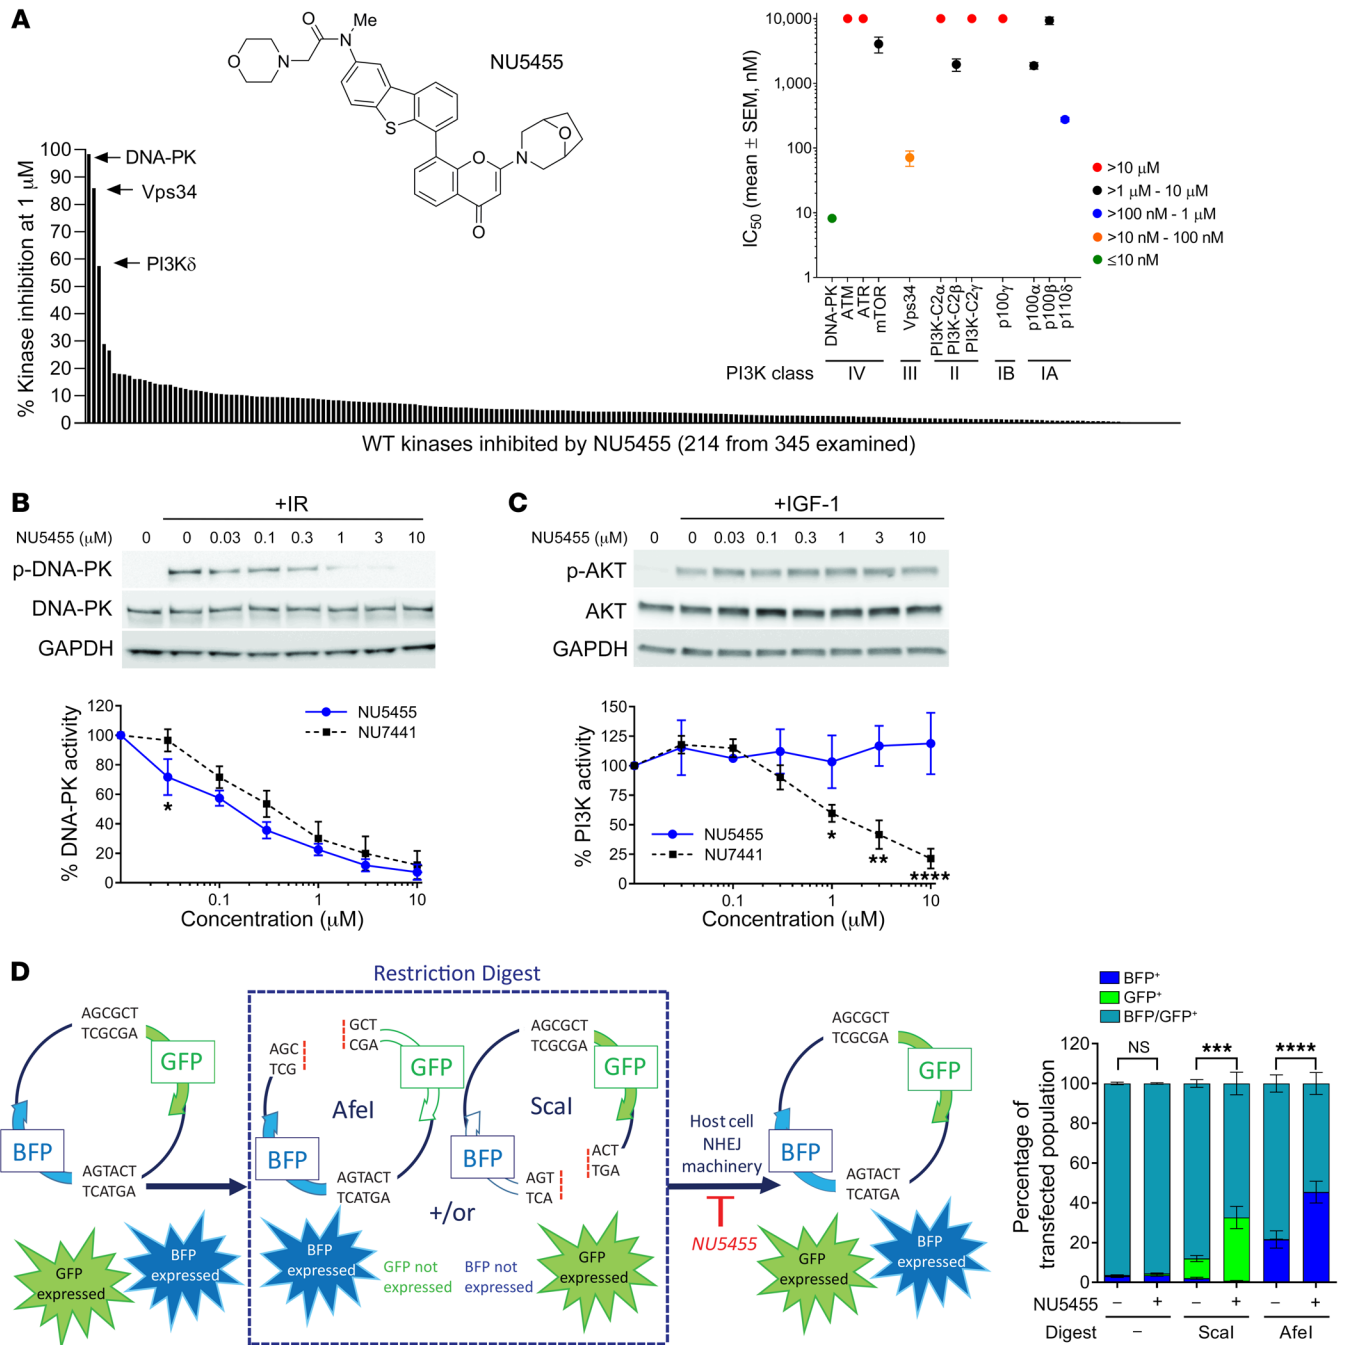 A
O
Me
N
N
O
NU5455
S
O
N
O
O
% Kinase inhibition at 1 µM
100
90
80
70
60
50
40
30
20
10
0
DNA-PK
Vps34
PI3Kδ
WT kinases inhibited by NU5455 (214 from 345 examined)
IC50 (mean ± SEM, nM)
10,000
1,000
100
10
1
>10 µM
>1 µM - 10 µM
>100 nM - 1 µM
>10 nM - 100 nM
≤10 nM
DNA-PK
ATM
ATR
mTOR
Vps34
PI3K-C2α
PI3K-C2β
PI3K-C2γ
p100γ
p100α
p100β
p110δ
PI3K class IV III II IB IA
B
+IR
NU5455 (µM) 0 0 0.03 0.1 0.3 1 3 10
p-DNA-PK
DNA-PK
GAPDH
% DNA-PK activity
120
100
80
60
40
20
0
NU5455
NU7441
*
0.1 1 10
Concentration (µM)
C
+IGF-1
NU5455 (µM) 0 0 0.03 0.1 0.3 1 3 10
p-AKT
AKT
GAPDH
% PI3K activity
150
125
100
75
50
25
0
NU5455
NU7441
*
**
****
0.1 1 10
Concentration (µM)
D
Restriction Digest
AGCGCT
TCGCGA
GFP
BFP
AGTACT
TCATGA
GFP
expressed
BFP
expressed
AGC
TCG
GCT
CGA
GFP
AfeI
BFP
AGTACT
TCATGA
BFP
expressed
GFP not
expressed
+/or
AGCGCT
TCGCGA
GFP
ScaI
BFP
ACT
TGA
AGT
TCA
BFP not
expressed
GFP
expressed
Host cell
NHEJ
machinery
NU5455
AGCGCT
TCGCGA
GFP
BFP
AGTACT
TCATGA
GFP
expressed
BFP
expressed
BFP+
GFP+
BFP/GFP+
Percentage of
transfected population
120
100
80
60
40
20
0
NS
***
****
NU5455 – + – + – +
Digest – ScaI AfeI